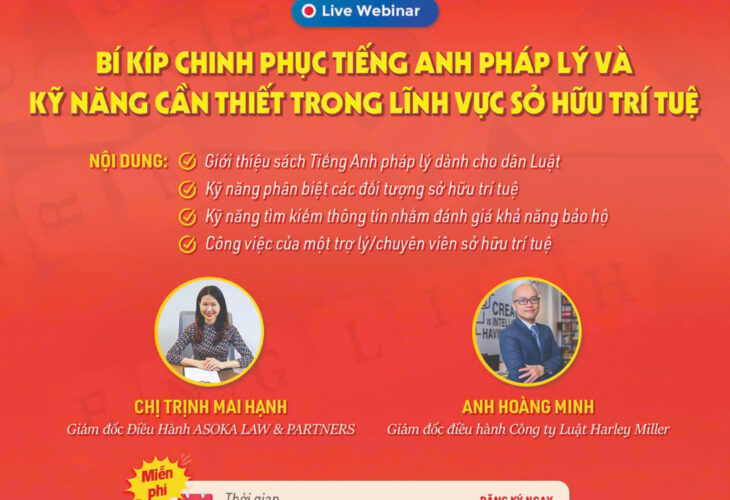 Live Webinar
BÍ KÍP CHINH PHỤC TIẾNG ANH PHÁP LÝ VÀ
KỸ NĂNG CẦN THIẾT TRONG LĨNH VỰC SỞ HỮU TRÍ TUỆ
NỘI DUNG:
Giới thiệu sách Tiếng Anh pháp lý dành cho dân Luật
Kỹ năng phân biệt các đối tượng sở hữu trí tuệ
Kỹ năng tìm kiếm thông tin nhằm đánh giá khả năng bảo hộ
Công việc của một trợ lý/chuyên viên sở hữu trí tuệ
CHỊ TRỊNH MAI HẠNH
Giám đốc Điều Hành ASOKA LAW & PARTNERS
ANH HOÀNG MINH
Giám đốc điều hành Công ty Luật Harley Miller
Miễn
phí
Thời gian
ĐĂNG KÝ NGAY